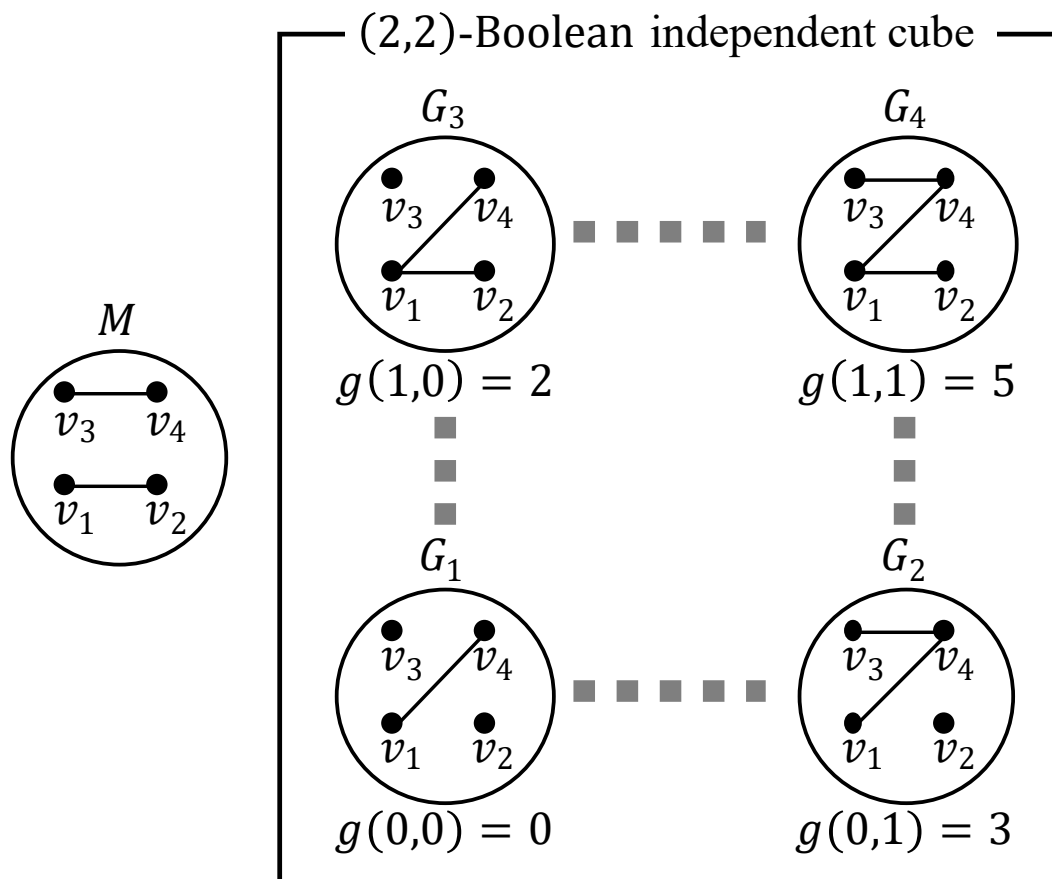 (2,2)-Boolean independent cube
G₃
G₄
v₃ v₄
v₃ v₄
v₁ v₂
v₁ v₂
g(1,0) = 2
g(1,1) = 5
M
v₃ v₄
v₁ v₂
G₁
G₂
v₃ v₄
v₃ v₄
v₁ v₂
v₁ v₂
g(0,0) = 0
g(0,1) = 3